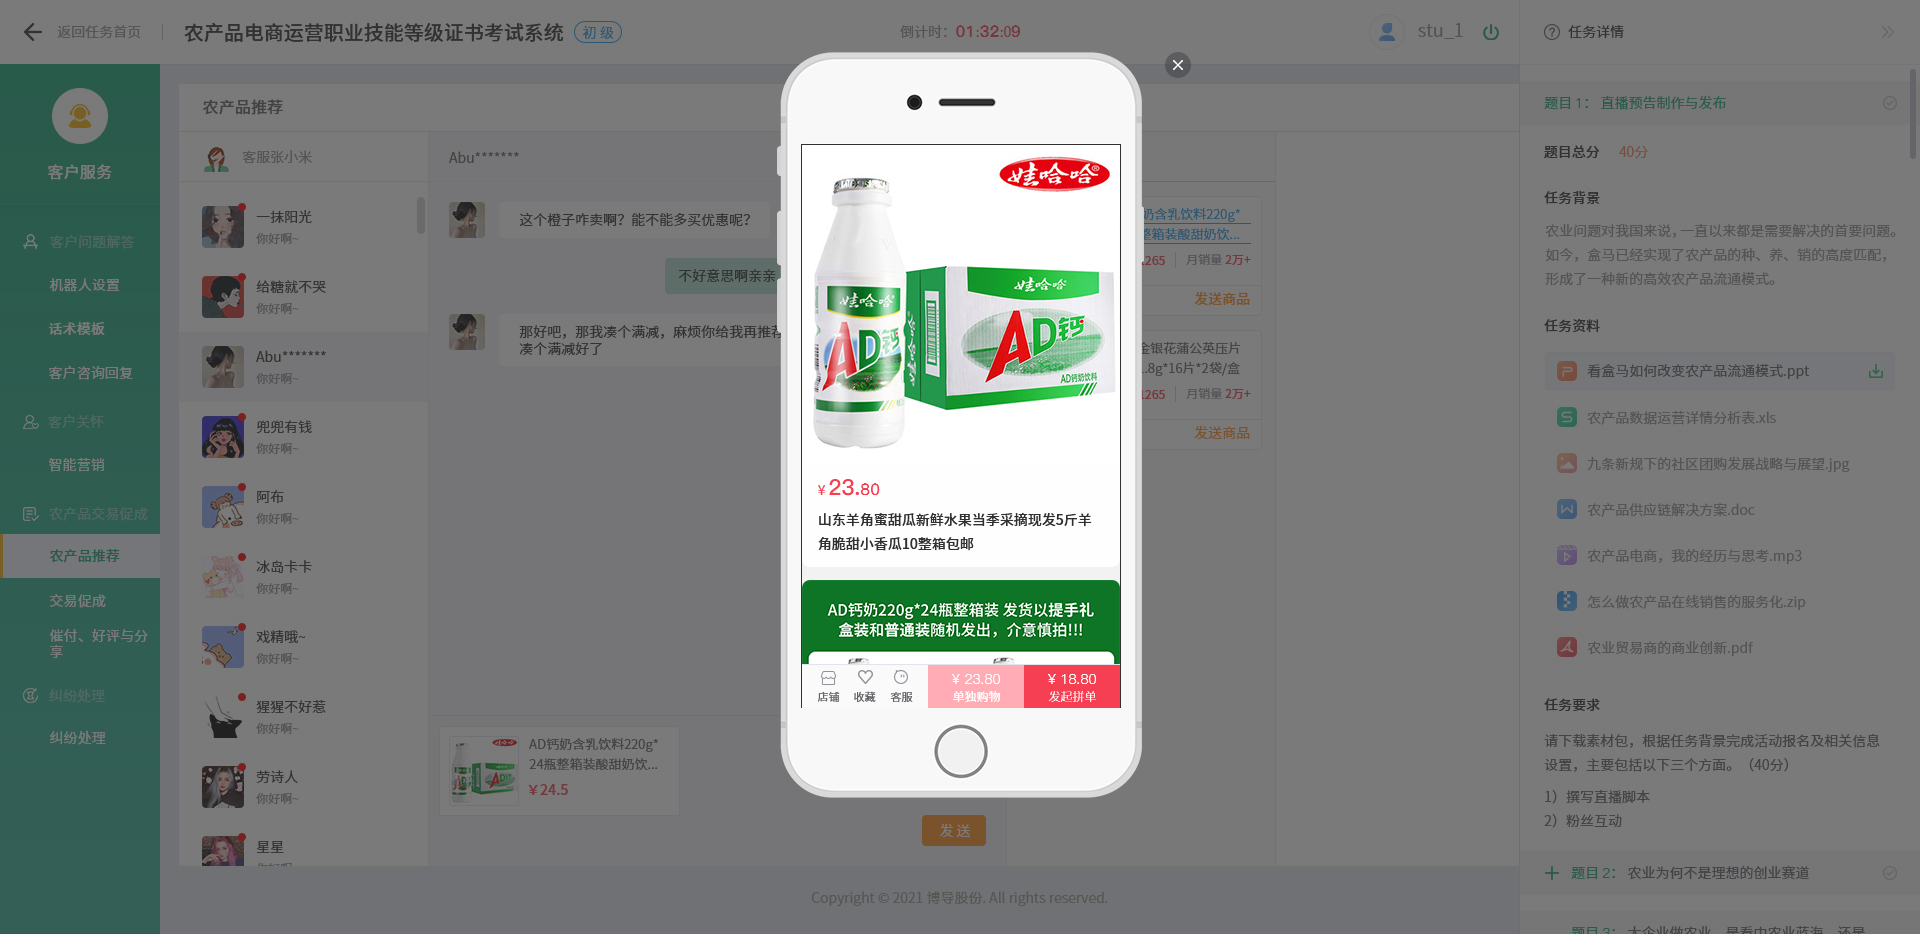 返回任务首页
农产品电商运营职业技能等级证书考试系统
初级
倒计时：01:32:09
stu_1
任务详情
客户服务
客户问题解答
机器人设置
话术模板
客户咨询回复
客户关怀
智能营销
农产品交易促成
农产品推荐
交易促成
催付、好评与分
享
纠纷处理
纠纷处理
农产品推荐
客服张小米
一抹阳光
你好啊~
给糖就不哭
你好啊~
Abu*******
你好啊~
兜兜有钱
你好啊~
阿布
你好啊~
冰岛卡卡
你好啊~
戏精哦~
你好啊~
猩猩不好惹
你好啊~
劳诗人
你好啊~
星星
Abu*******
这个橙子咋卖啊？能不能多买优惠呢？
不好意思啊亲亲
那好吧，那我凑个满减，麻烦你给我再推荐
凑个满减好了
AD钙奶含乳饮料220g*
24瓶整箱装酸甜奶饮...
¥24.5
发送
奶含乳饮料220g*
整箱装酸甜奶饮...
265
月销量 2万+
发送商品
金银花蒲公英压片
.8g*16片*2袋/盒
265
月销量 2万+
发送商品
娃哈哈®
娃哈哈
AD钙
娃哈哈
AD钙
AD钙奶饮料
¥23.80
山东羊角蜜甜瓜新鲜水果当季采摘现发5斤羊
角脆甜小香瓜10整箱包邮
AD钙奶220g*24瓶整箱装 发货以提手礼
盒装和普通装随机发出，介意慎拍!!!
店铺
收藏
客服
¥ 23.80
单独购物
¥ 18.80
发起拼单
Copyright © 2021 博导股份. All rights reserved.
题目 1： 直播预告制作与发布
题目总分 40分
任务背景
农业问题对我国来说，一直以来都是需要解决的首要问题。
如今，盒马已经实现了农产品的种、养、销的高度匹配，
形成了一种新的高效农产品流通模式。
任务资料
看盒马如何改变农产品流通模式.ppt
农产品数据运营详情分析表.xls
九条新规下的社区团购发展战略与展望.jpg
农产品供应链解决方案.doc
农产品电商，我的经历与思考.mp3
怎么做农产品在线销售的服务化.zip
农业贸易商的商业创新.pdf
任务要求
请下载素材包，根据任务背景完成活动报名及相关信息
设置，主要包括以下三个方面。（40分）
1）撰写直播脚本
2）粉丝互动
题目 2： 农业为何不是理想的创业赛道